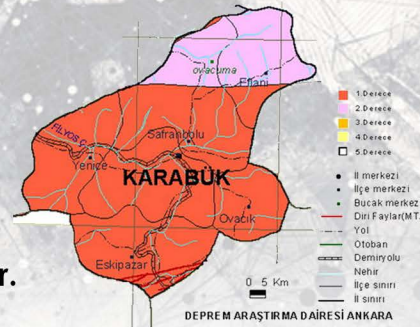 ovacuma
Eflani
FİLYOS Ç.
Safranbolu
Yenice
KARABÜK
Ovacık
Eskipazar
r.
0 5 Km
1.Derece
2.Derece
3.Derece
4.Derece
5.Derece
İl merkezi
İlçe merkezi
Bucak merkez
Diri Faylar(M.T.
Yol
Otoban
Demiryolu
Nehir
İlçe sınırı
İl sınırı
DEPREM ARAŞTIRMA DAİRESİ ANKARA